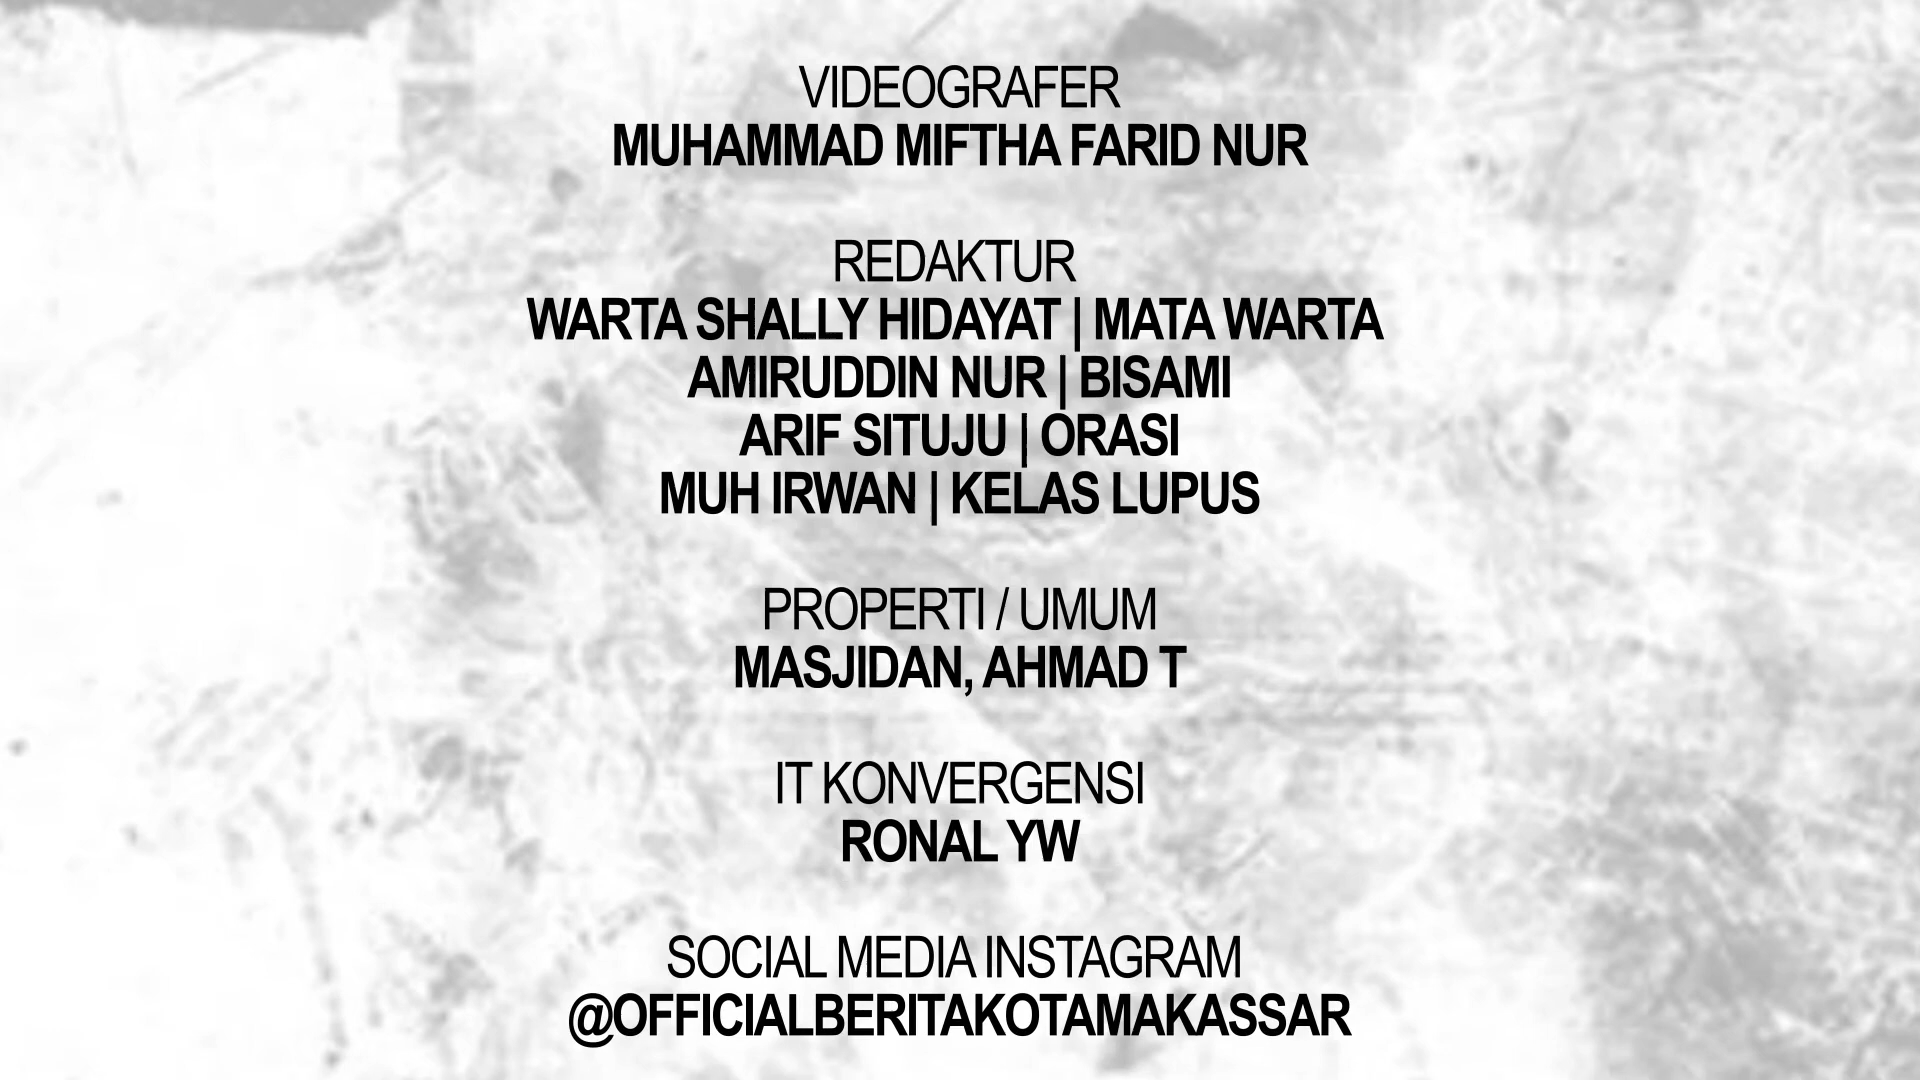 VIDEOGRAFER
MUHAMMAD MIFTHA FARID NUR
REDAKTUR
WARTA SHALLY HIDAYAT | MATA WARTA
AMIRUDDIN NUR | BISAMI
ARIF SITUJU | ORASI
MUH IRWAN | KELAS LUPUS
PROPERTI / UMUM
MASJIDAN, AHMAD T
IT KONVERGENSI
RONAL YW
SOCIAL MEDIA INSTAGRAM
@OFFICIALBERITAKOTAMAKASSAR